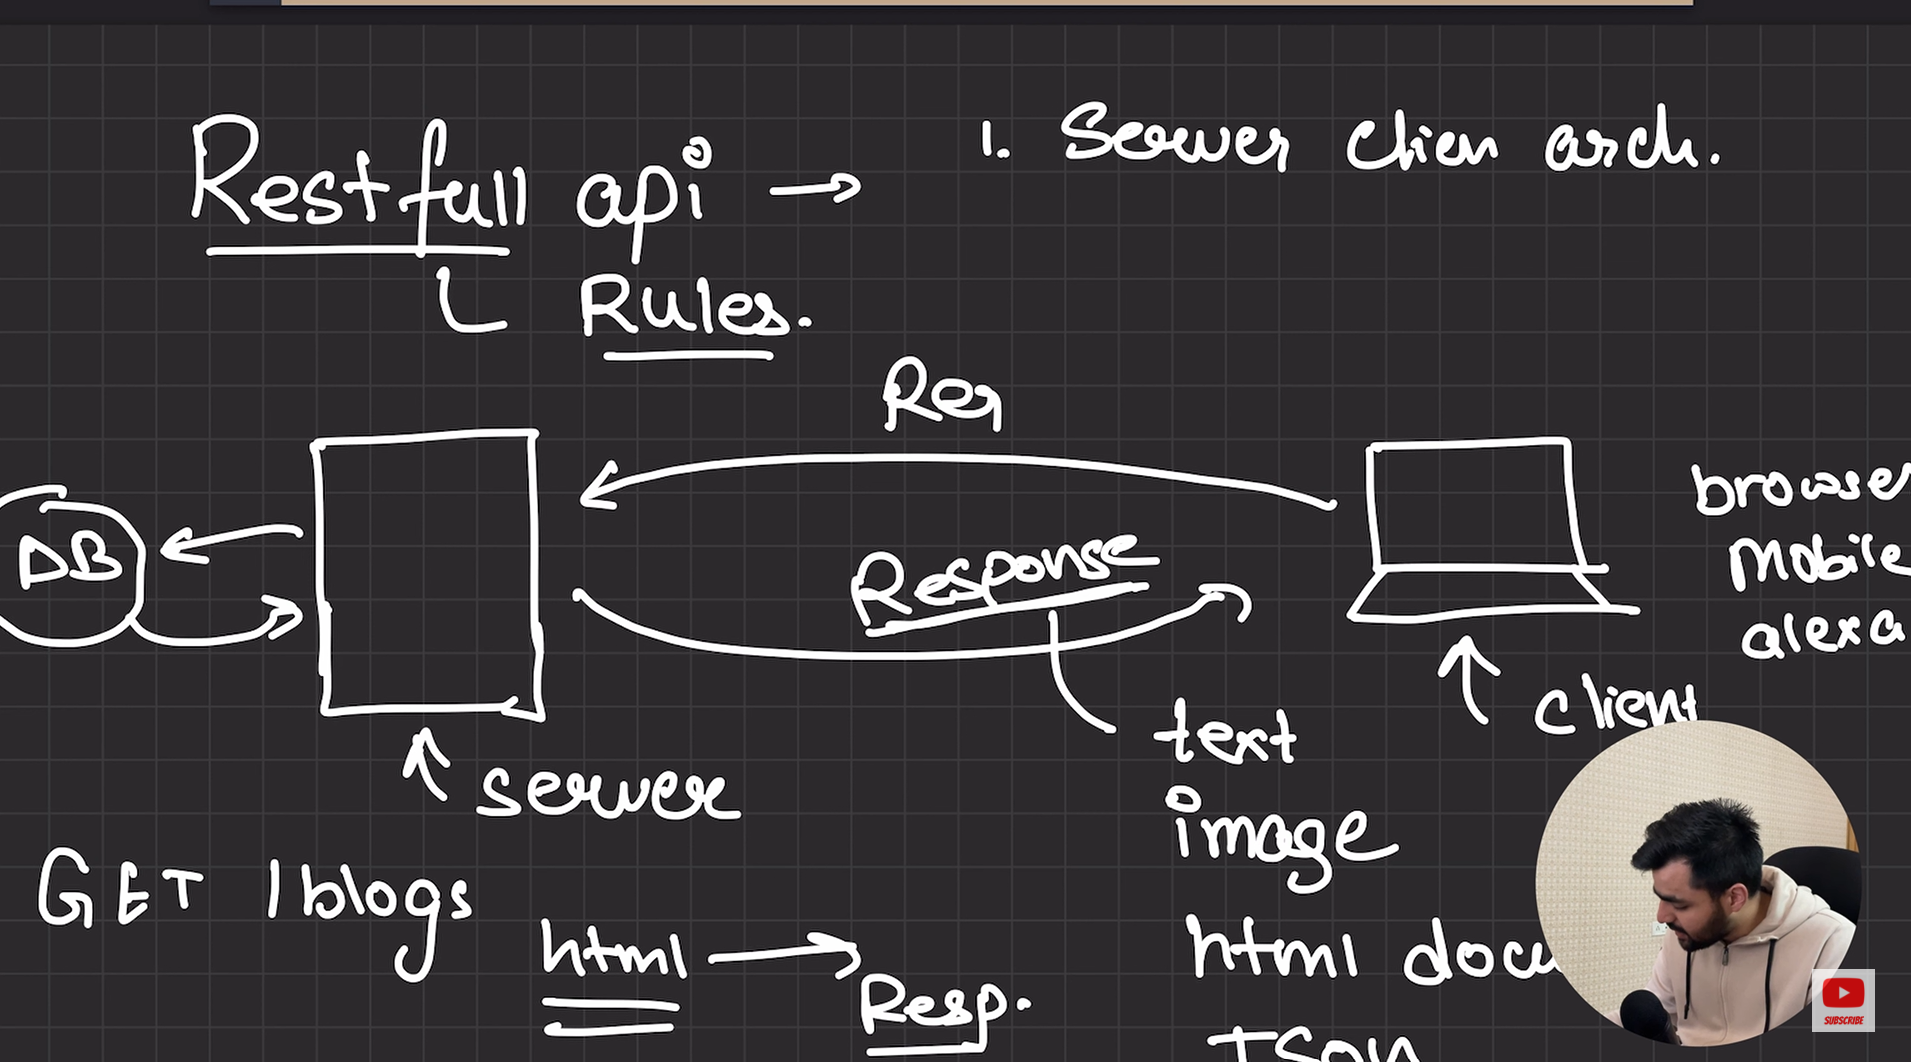 Restfull api →
1. Server clien arch.
Rules.
Req
DB
Response
browser
mobile
alexa
client
server
text
image
GET /blogs
html →
Resp.
html docu
JSON
SUBSCRIBE